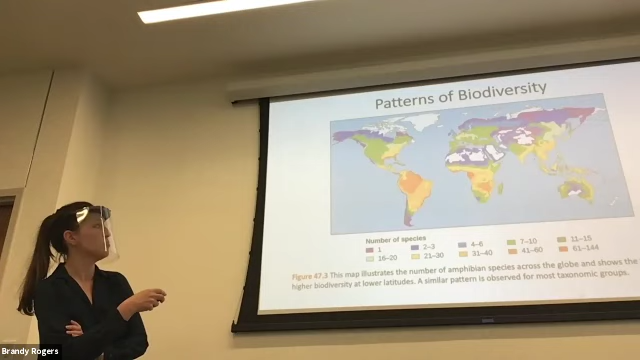 Patterns of Biodiversity
Number of species
1 2–3 4–6 7–10 11–15
16–20 21–30 31–40 41–60 61–144
Figure 47.3 This map illustrates the number of amphibian species across the globe and shows the
higher biodiversity at lower latitudes. A similar pattern is observed for most taxonomic groups.
Brandy Rogers